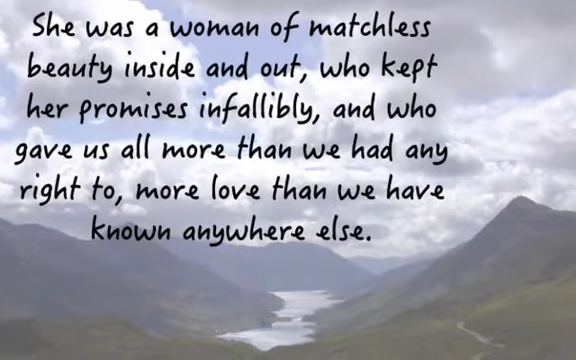 She was a woman of matchless
beauty inside and out, who kept
her promises infallibly, and who
gave us all more than we had any
right to, more love than we have
known anywhere else.